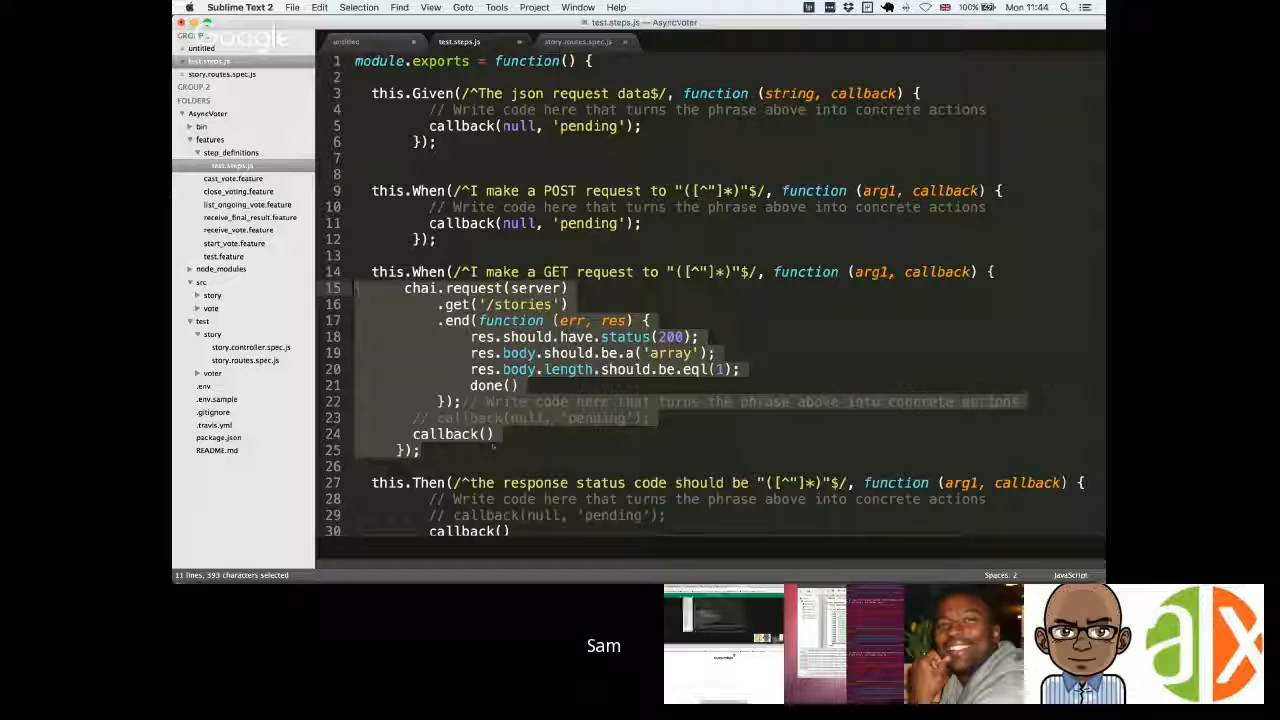 Sublime Text 2 File Edit Selection Find View Goto Tools Project Window Help 100% Mon 11:44
test.steps.js — AsyncVoter
Google
GROUP
untitled
test.steps.js
story.routes.spec.js
GROUP 2
FOLDERS
AsyncVoter
bin
features
step_definitions
test.steps.js
cast_vote.feature
close_voting.feature
list_ongoing_vote.feature
receive_final_result.feature
receive_vote.feature
start_vote.feature
test.feature
node_modules
src
story
vote
test
story
story.controller.spec.js
story.routes.spec.js
voter
.env
.env.sample
.gitignore
.travis.yml
package.json
README.md
untitled test.steps.js story.routes.spec.js
1 module.exports = function() {
2
3 this.Given(/^The json request data$/, function (string, callback) {
4 // Write code here that turns the phrase above into concrete actions
5 callback(null, 'pending');
6 });
7
8
9 this.When(/^I make a POST request to "([^"]*)"$/, function (arg1, callback) {
10 // Write code here that turns the phrase above into concrete actions
11 callback(null, 'pending');
12 });
13
14 this.When(/^I make a GET request to "([^"]*)"$/, function (arg1, callback) {
15 chai.request(server)
16 .get('/stories')
17 .end(function (err, res) {
18 res.should.have.status(200);
19 res.body.should.be.a('array');
20 res.body.length.should.be.eql(1);
21 done()
22 });// Write code here that turns the phrase above into concrete actions
23 // callback(null, 'pending');
24 callback()
25 });
26
27 this.Then(/^the response status code should be "([^"]*)"$/, function (arg1, callback) {
28 // Write code here that turns the phrase above into concrete actions
29 // callback(null, 'pending');
30 callback()
11 lines, 393 characters selected Spaces: 2 JavaScript
Sam
ax